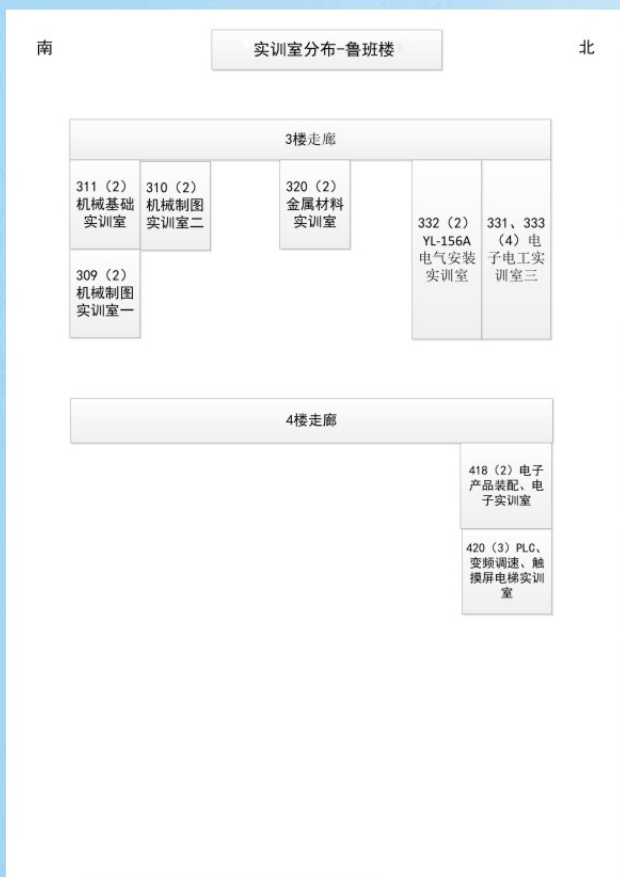 南
实训室分布-鲁班楼
北
3楼走廊
311（2）
机械基础
实训室
310（2）
机械制图
实训室二
320（2）
金属材料
实训室
332（2）
YL-156A
电气安装
实训室
331、333
（4）电
子电工实
训室三
309（2）
机械制图
实训室一
4楼走廊
418（2）电子
产品装配、电
子实训室
420（3）PLC、
变频调速、触
摸屏电梯实训
室